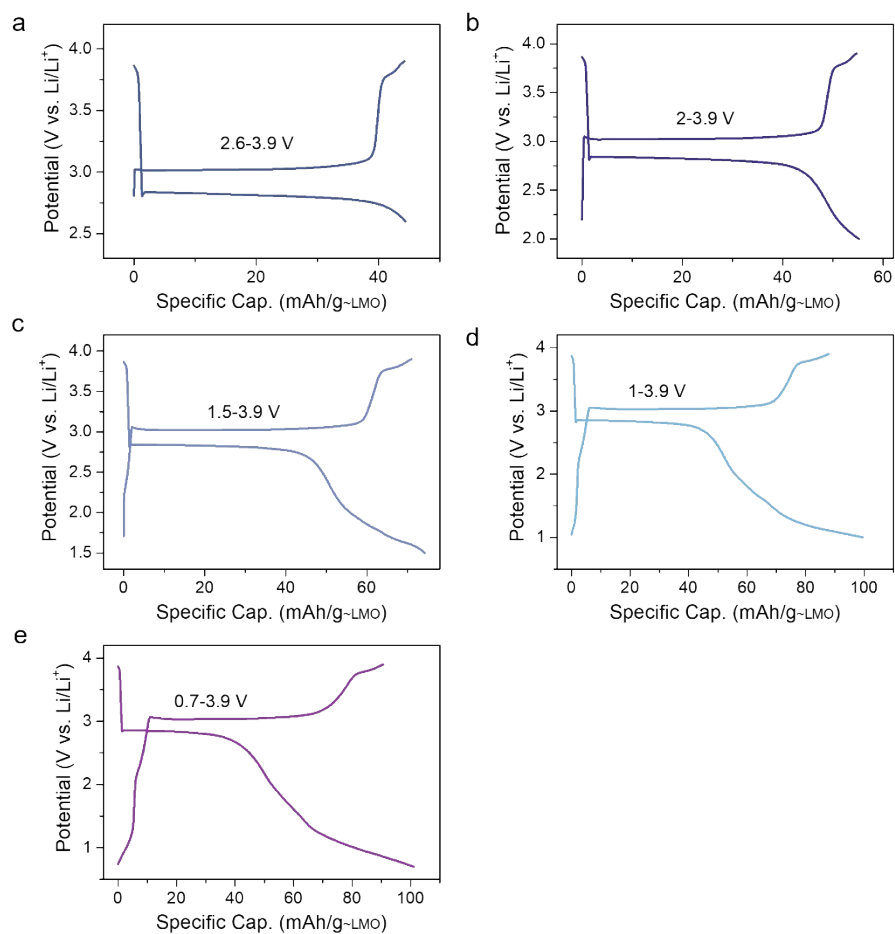 a
4.0
3.5
3.0
2.5
Potential (V vs. Li/Li⁺)
2.6-3.9 V
0
20
40
Specific Cap. (mAh/g~LMO)
b
4.0
3.5
3.0
2.5
2.0
Potential (V vs. Li/Li⁺)
2-3.9 V
0
20
40
60
Specific Cap. (mAh/g~LMO)
c
4.0
3.5
3.0
2.5
2.0
1.5
Potential (V vs. Li/Li⁺)
1.5-3.9 V
0
20
40
60
Specific Cap. (mAh/g~LMO)
d
4
3
2
1
Potential (V vs. Li/Li⁺)
1-3.9 V
0
20
40
60
80
100
Specific Cap. (mAh/g~LMO)
e
4
3
2
1
Potential (V vs. Li/Li⁺)
0.7-3.9 V
0
20
40
60
80
100
Specific Cap. (mAh/g~LMO)